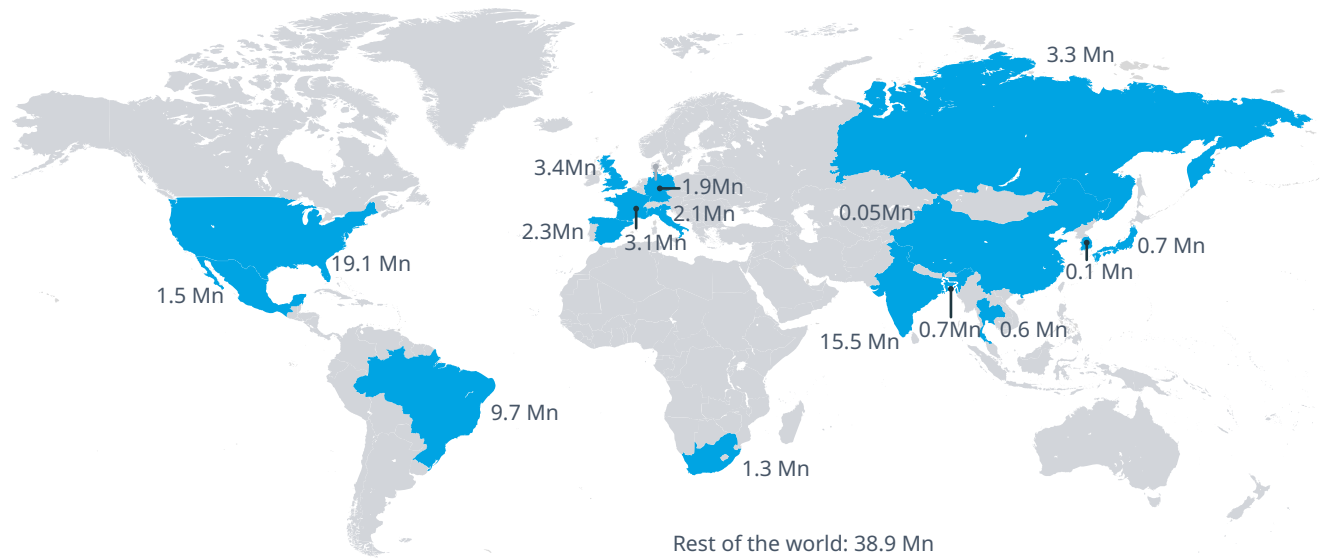 3.3 Mn
3.4Mn
1.9Mn
2.1Mn
0.05Mn
2.3Mn
3.1Mn
0.7 Mn
19.1 Mn
0.1 Mn
1.5 Mn
0.7Mn
0.6 Mn
15.5 Mn
9.7 Mn
1.3 Mn
Rest of the world: 38.9 Mn